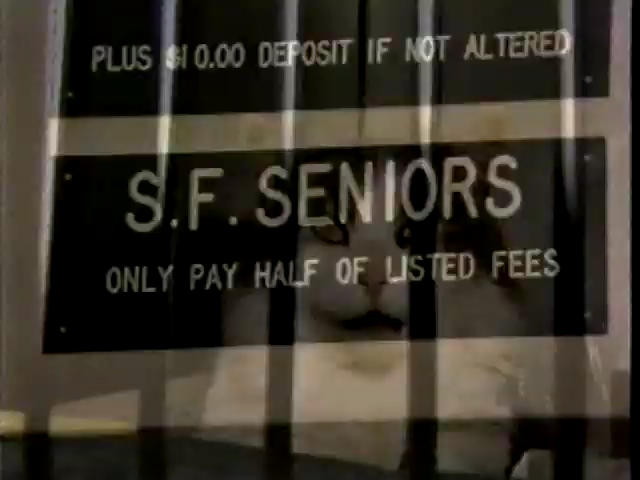 PLUS $10.00 DEPOSIT IF NOT ALTERED
S.F. SENIORS
ONLY PAY HALF OF LISTED FEES